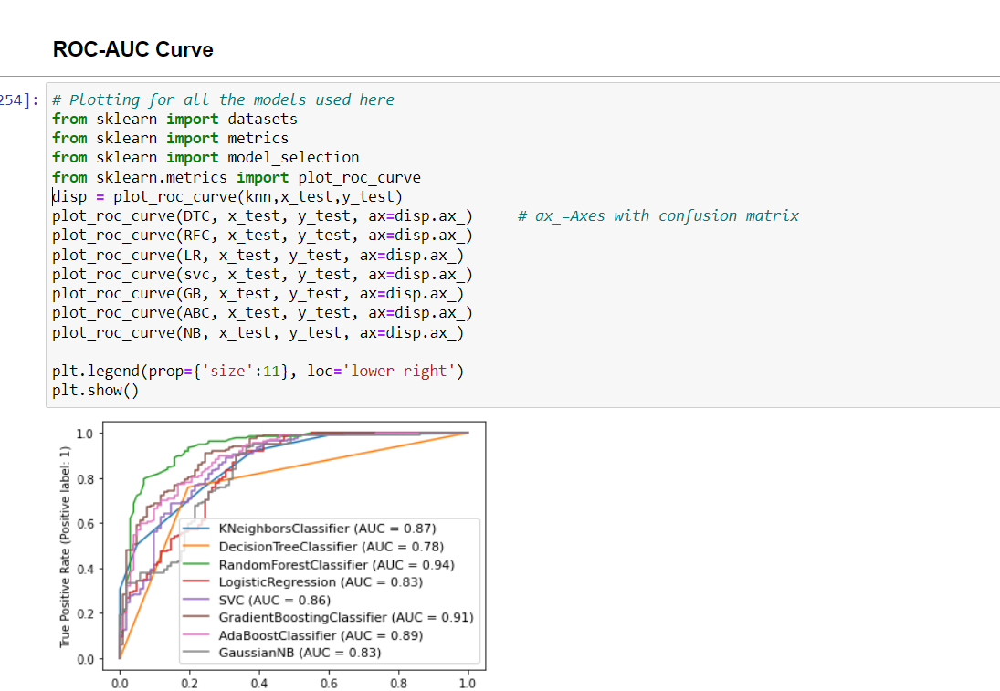 ROC-AUC Curve
254]: # Plotting for all the models used here
from sklearn import datasets
from sklearn import metrics
from sklearn import model_selection
from sklearn.metrics import plot_roc_curve
disp = plot_roc_curve(knn,x_test,y_test)
plot_roc_curve(DTC, x_test, y_test, ax=disp.ax_)     # ax_=Axes with confusion matrix
plot_roc_curve(RFC, x_test, y_test, ax=disp.ax_)
plot_roc_curve(LR, x_test, y_test, ax=disp.ax_)
plot_roc_curve(svc, x_test, y_test, ax=disp.ax_)
plot_roc_curve(GB, x_test, y_test, ax=disp.ax_)
plot_roc_curve(ABC, x_test, y_test, ax=disp.ax_)
plot_roc_curve(NB, x_test, y_test, ax=disp.ax_)
plt.legend(prop={'size':11}, loc='lower right')
plt.show()
True Positive Rate (Positive label: 1)
1.0
0.8
0.6
0.4
0.2
0.0
KNeighborsClassifier (AUC = 0.87)
DecisionTreeClassifier (AUC = 0.78)
RandomForestClassifier (AUC = 0.94)
LogisticRegression (AUC = 0.83)
SVC (AUC = 0.86)
GradientBoostingClassifier (AUC = 0.91)
AdaBoostClassifier (AUC = 0.89)
GaussianNB (AUC = 0.83)
0.0 0.2 0.4 0.6 0.8 1.0